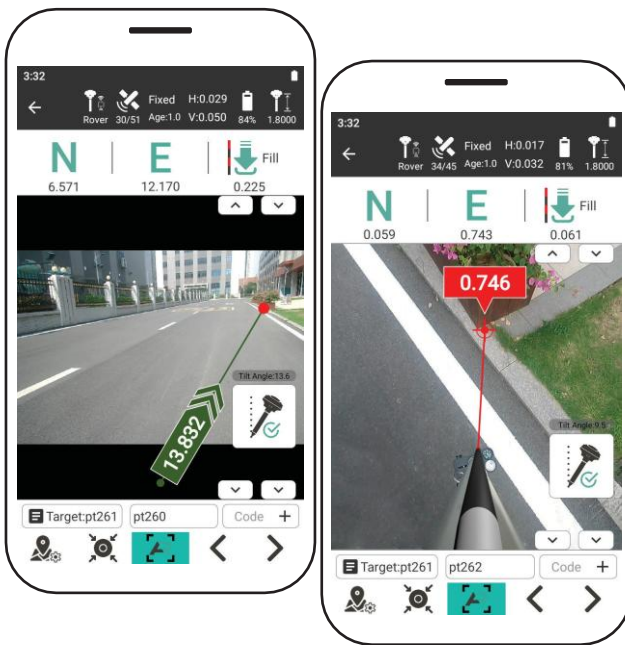 3:32
Fixed H:0.029
Rover 30/51 Age:1.0 V:0.050 84% 1.8000
N E Fill
6.571 12.170 0.225
Tilt Angle:13.6
13.832
Target:pt261 pt260 Code +
3:32
Fixed H:0.017
Rover 34/45 Age:1.0 V:0.032 81% 1.8000
N E Fill
0.059 0.743 0.061
0.746
Tilt Angle:9.5
Target:pt261 pt262 Code +